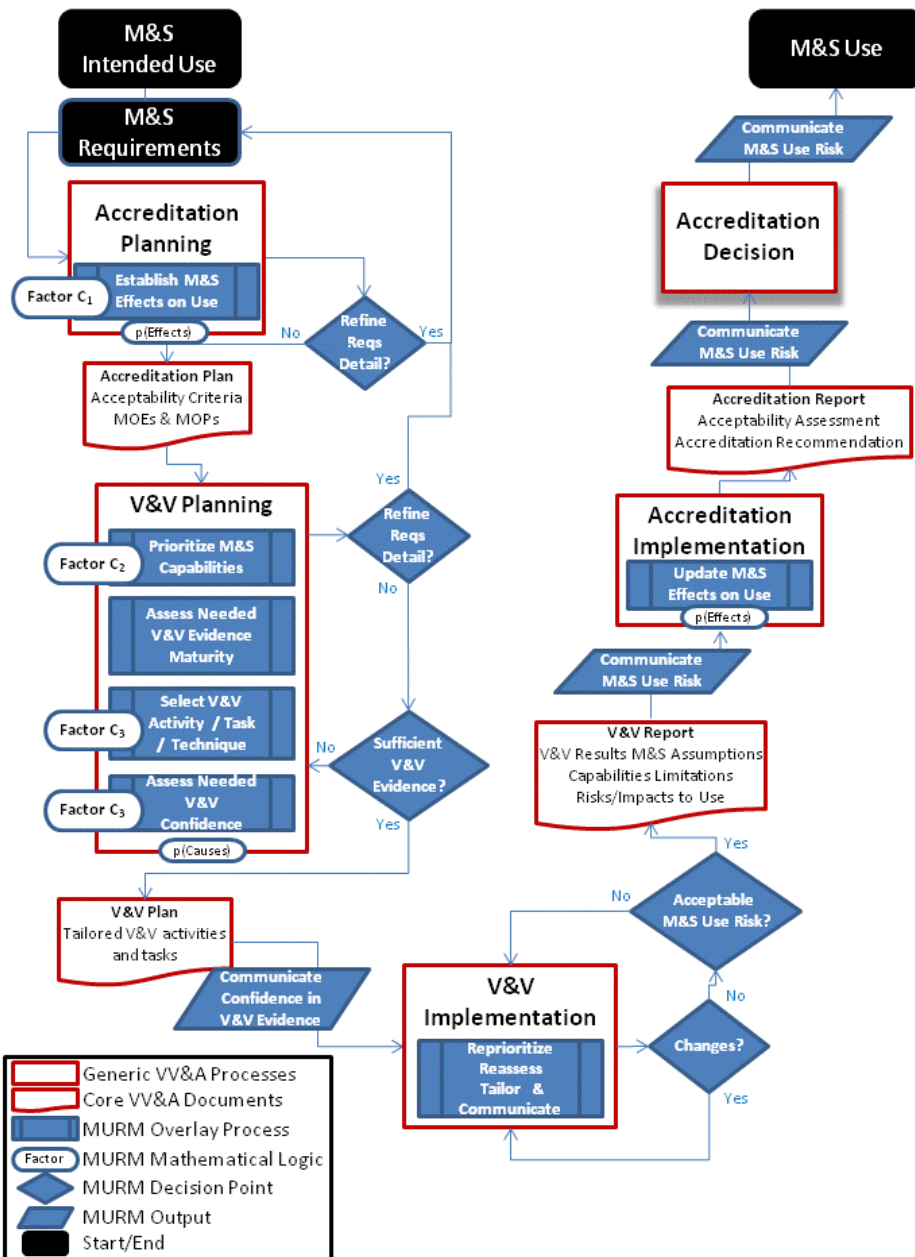 M&S
Intended Use
M&S
Requirements
Accreditation
Planning
Establish M&S
Effects on Use
Factor C1
p(Effects)
Refine
Reqs
Detail?
No
Yes
Accreditation Plan
Acceptability Criteria
MOEs & MOPs
V&V Planning
Prioritize M&S
Capabilities
Factor C2
Assess Needed
V&V Evidence
Maturity
Select V&V
Activity / Task
/ Technique
Factor C3
Assess Needed
V&V
Confidence
Factor C3
p(Causes)
Yes
Refine
Reqs
Detail?
No
Sufficient
V&V
Evidence?
No
Yes
V&V Plan
Tailored V&V activities
and tasks
Communicate
Confidence in
V&V Evidence
V&V
Implementation
Reprioritize
Reassess
Tailor & 
Communicate
Changes?
Yes
No
Acceptable
M&S Use Risk?
No
Yes
V&V Report
V&V Results M&S Assumptions
Capabilities Limitations
Risks/Impacts to Use
Communicate
M&S Use Risk
Accreditation
Implementation
Update M&S
Effects on Use
p(Effects)
Accreditation Report
Acceptability Assessment
Accreditation Recommendation
Communicate
M&S Use Risk
Accreditation
Decision
Communicate
M&S Use Risk
M&S Use
Generic VV&A Processes
Core VV&A Documents
MURM Overlay Process
Factor
MURM Mathematical Logic
MURM Decision Point
MURM Output
Start/End